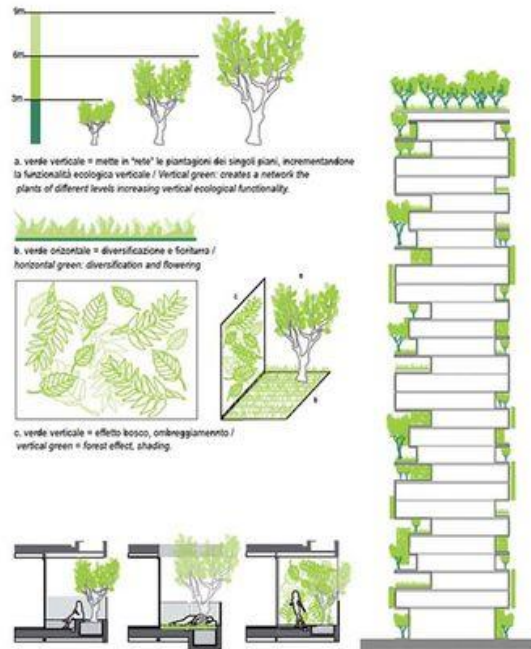 9m
6m
3m
a. verde verticale = mette in "rete" le piantagioni dei singoli piani, incrementandone
la funzionalità ecologica verticale / Vertical green: creates a network the
plants of different levels increasing vertical ecological functionality.
b. verde orizontale = diversificazione e fioritura /
horizontal green: diversification and flowering
c
a
b
c. verde verticale = effetto bosco, ombreggiamennto /
vertical green = forest effect, shading.